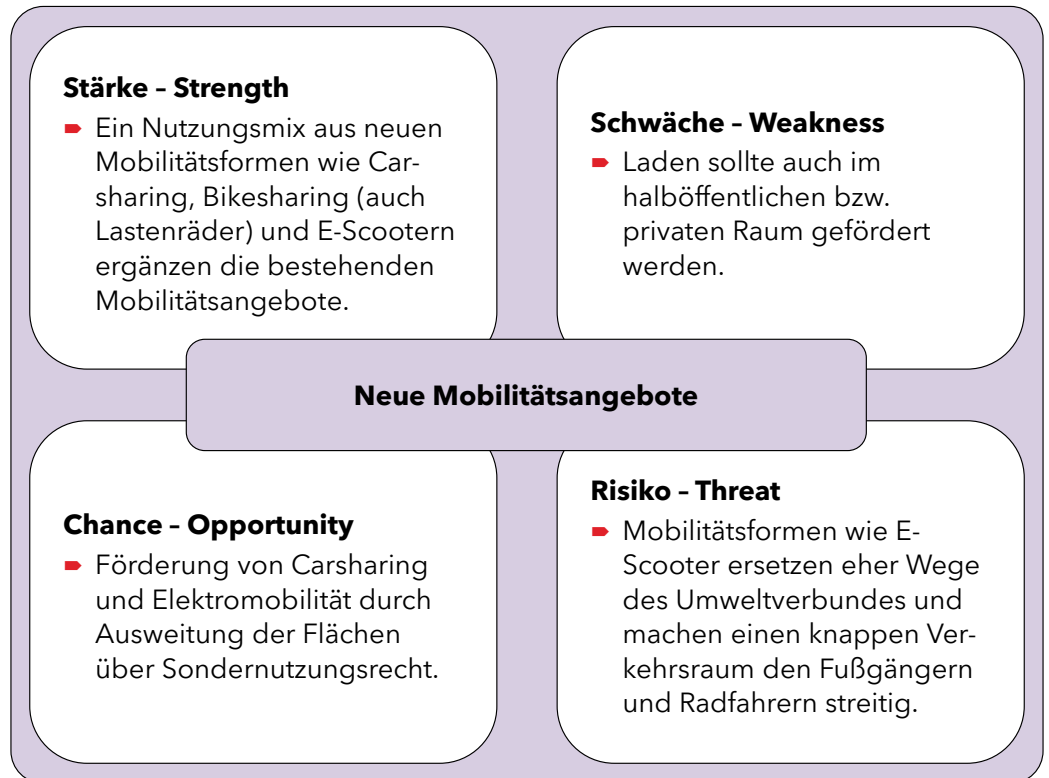 Stärke – Strength
Ein Nutzungsmix aus neuen
Mobilitätsformen wie Car-
sharing, Bikesharing (auch
Lastenräder) und E-Scootern
ergänzen die bestehenden
Mobilitätsangebote.
Schwäche – Weakness
Laden sollte auch im
halböffentlichen bzw.
privaten Raum gefördert
werden.
Neue Mobilitätsangebote
Chance – Opportunity
Förderung von Carsharing
und Elektromobilität durch
Ausweitung der Flächen
über Sondernutzungsrecht.
Risiko – Threat
Mobilitätsformen wie E-
Scooter ersetzen eher Wege
des Umweltverbundes und
machen einen knappen Ver-
kehrsraum den Fußgängern
und Radfahrern streitig.